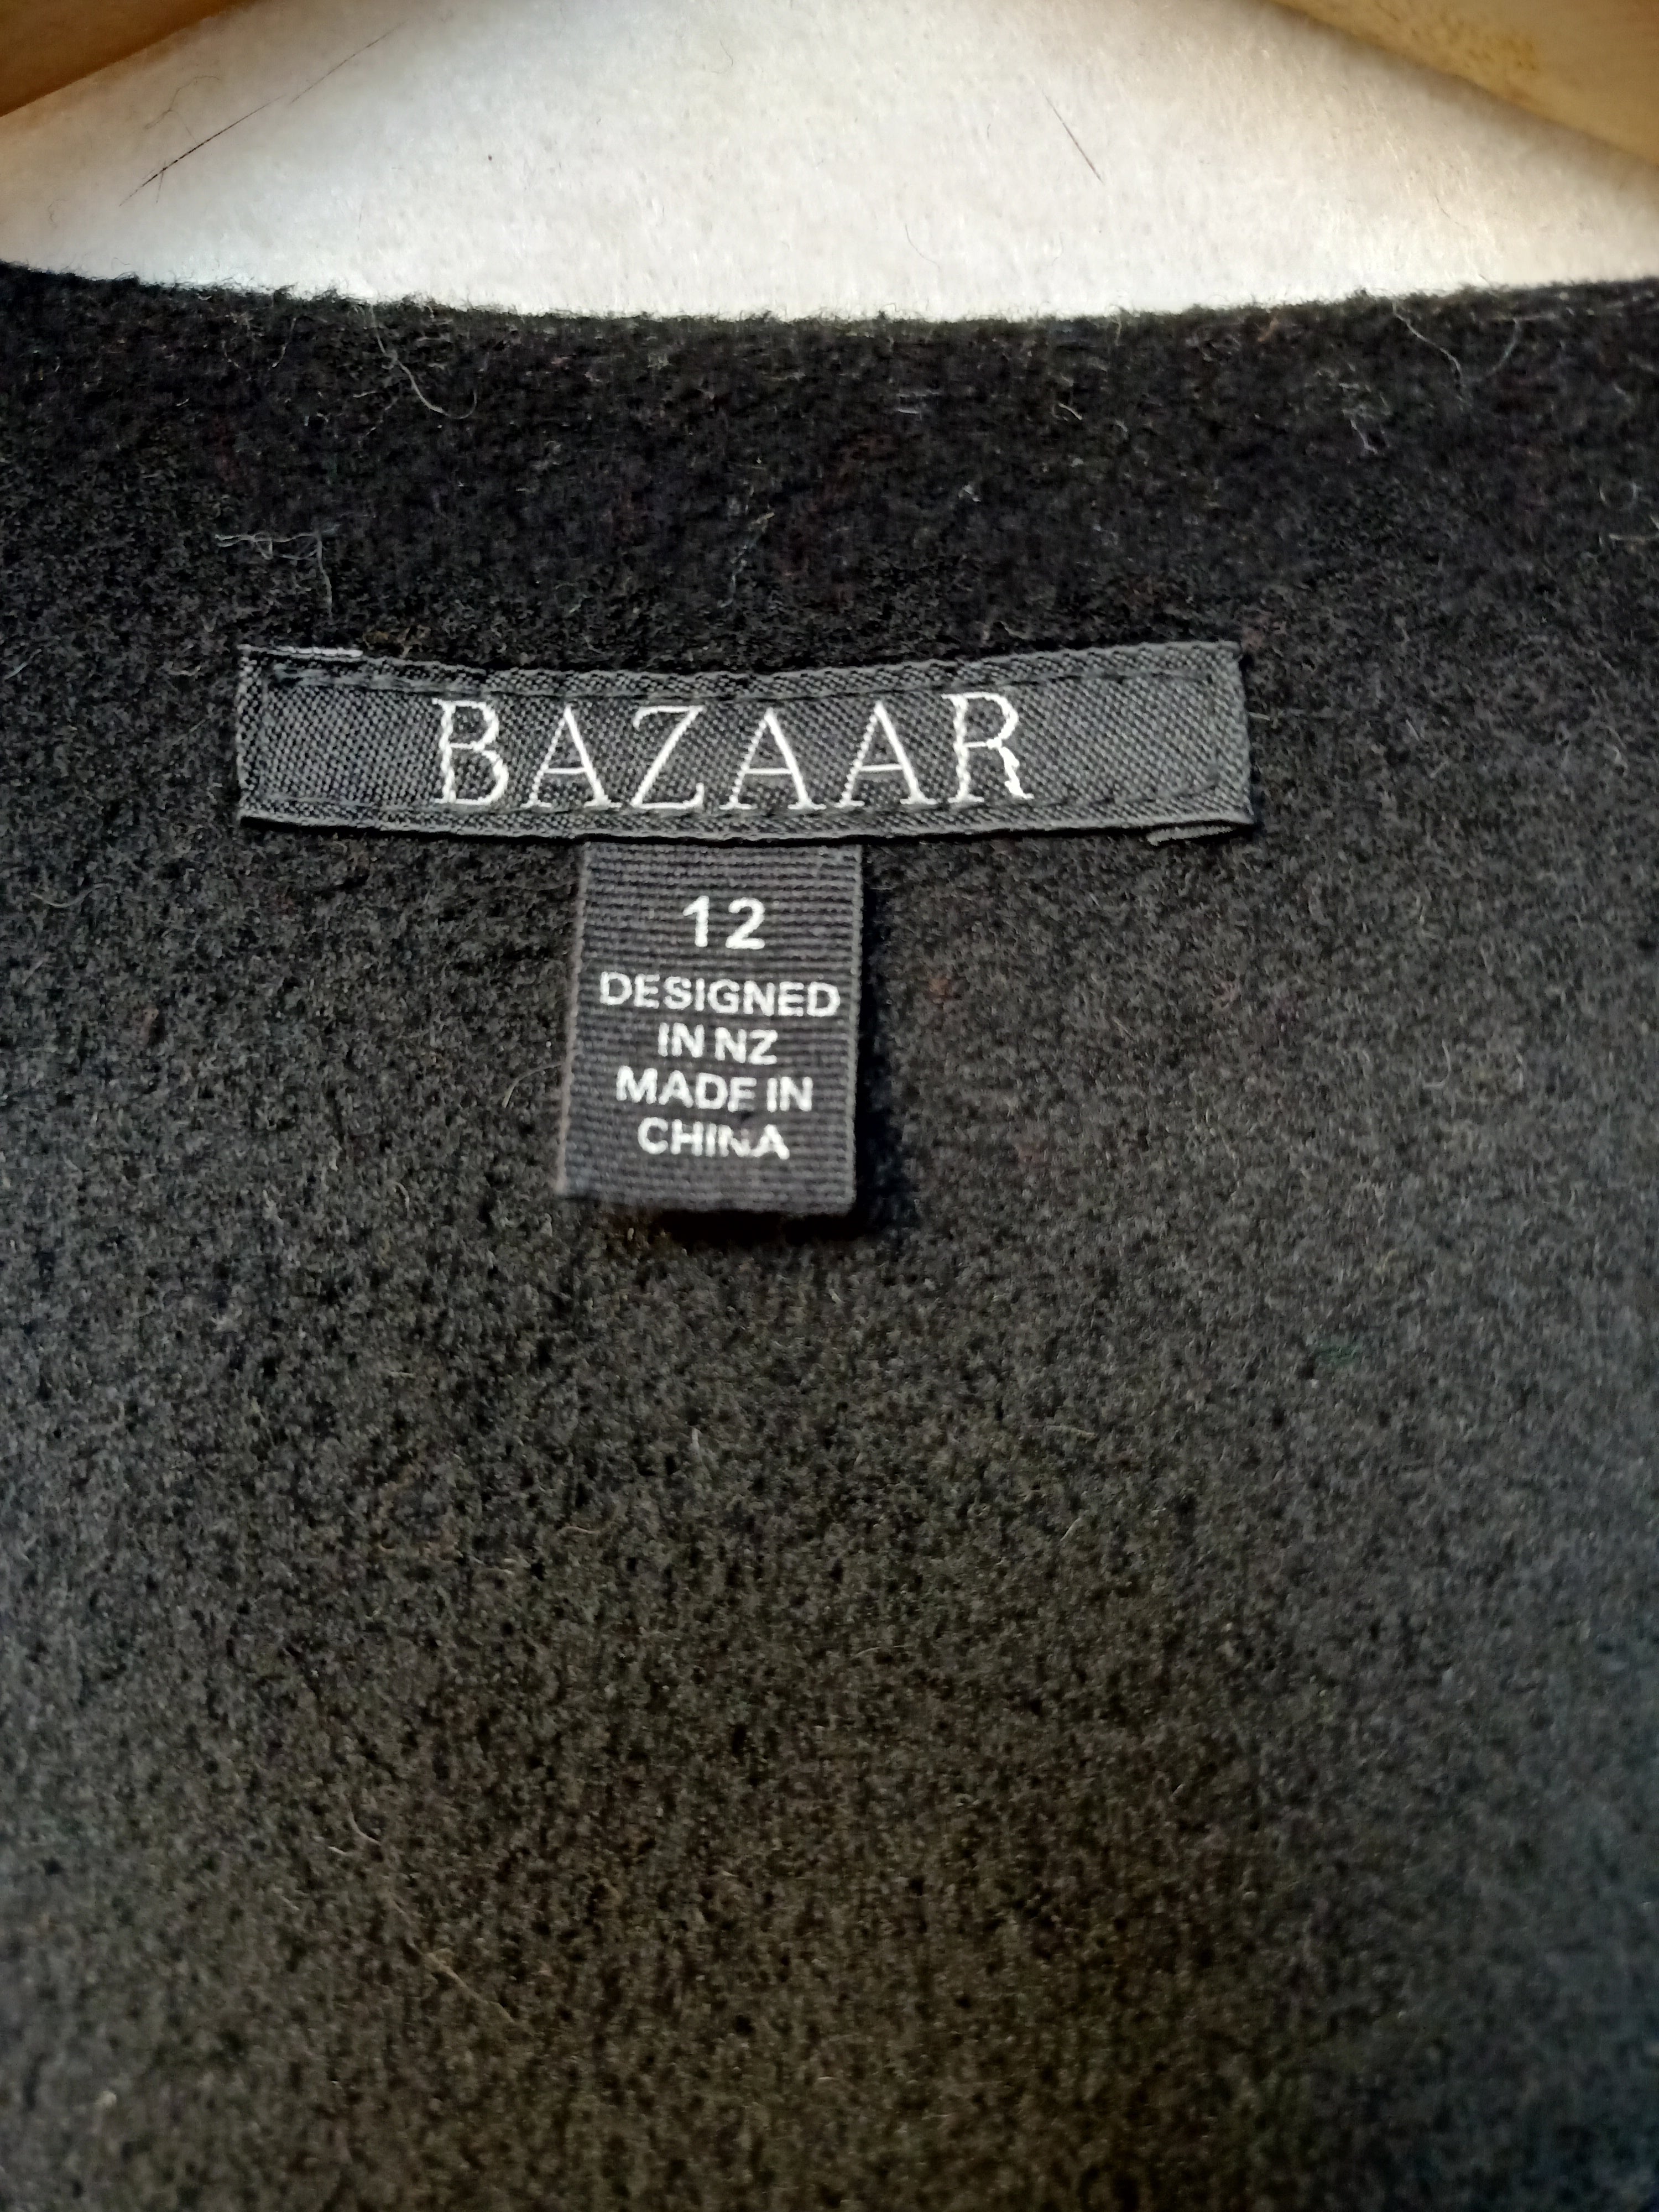 BAZAAR
12
DESIGNED
IN NZ
MADE IN
CHINA